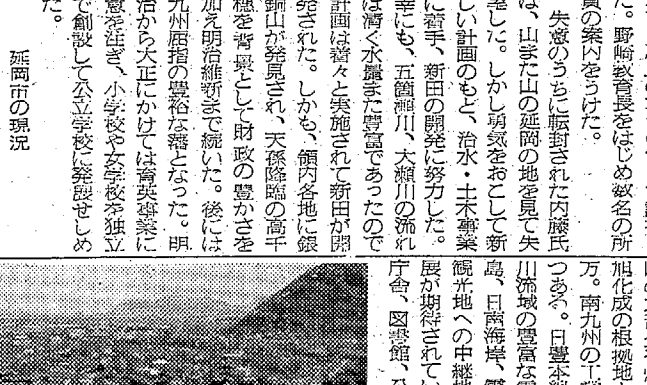 た。野崎教育長をはじめ数名の所
員の案内をうけた。
失意のうちに転封された内藤氏
は、山また山の延岡の地を見て失
望した。しかし勇気をおこして新
しい計画のもと、治水・土木事業
に着手、新田の開発に努力した。
幸にも、五箇瀬川、大瀬川の流れ
は清く水量また豊富であったので
計画は着々と実施されて新田が開
発された。しかも、領内各地に銀
銅山が発見され、天孫降臨の高千
穂を背景として財政の豊かさを
加え明治維新まで続いた。後には
九州屈指の豊裕な藩となった。明
治から大正にかけては育英事業に
意を注ぎ、小学校や女学校を独立
で創設して公立学校に発展せしめ
た。
延岡市の現況
旭化成の根拠地
万。南九州の工
つある。日豊本線
川流域の豊富な
島、日南海岸、
観光地への中継地
展が期待されてい
庁舎、図書館、